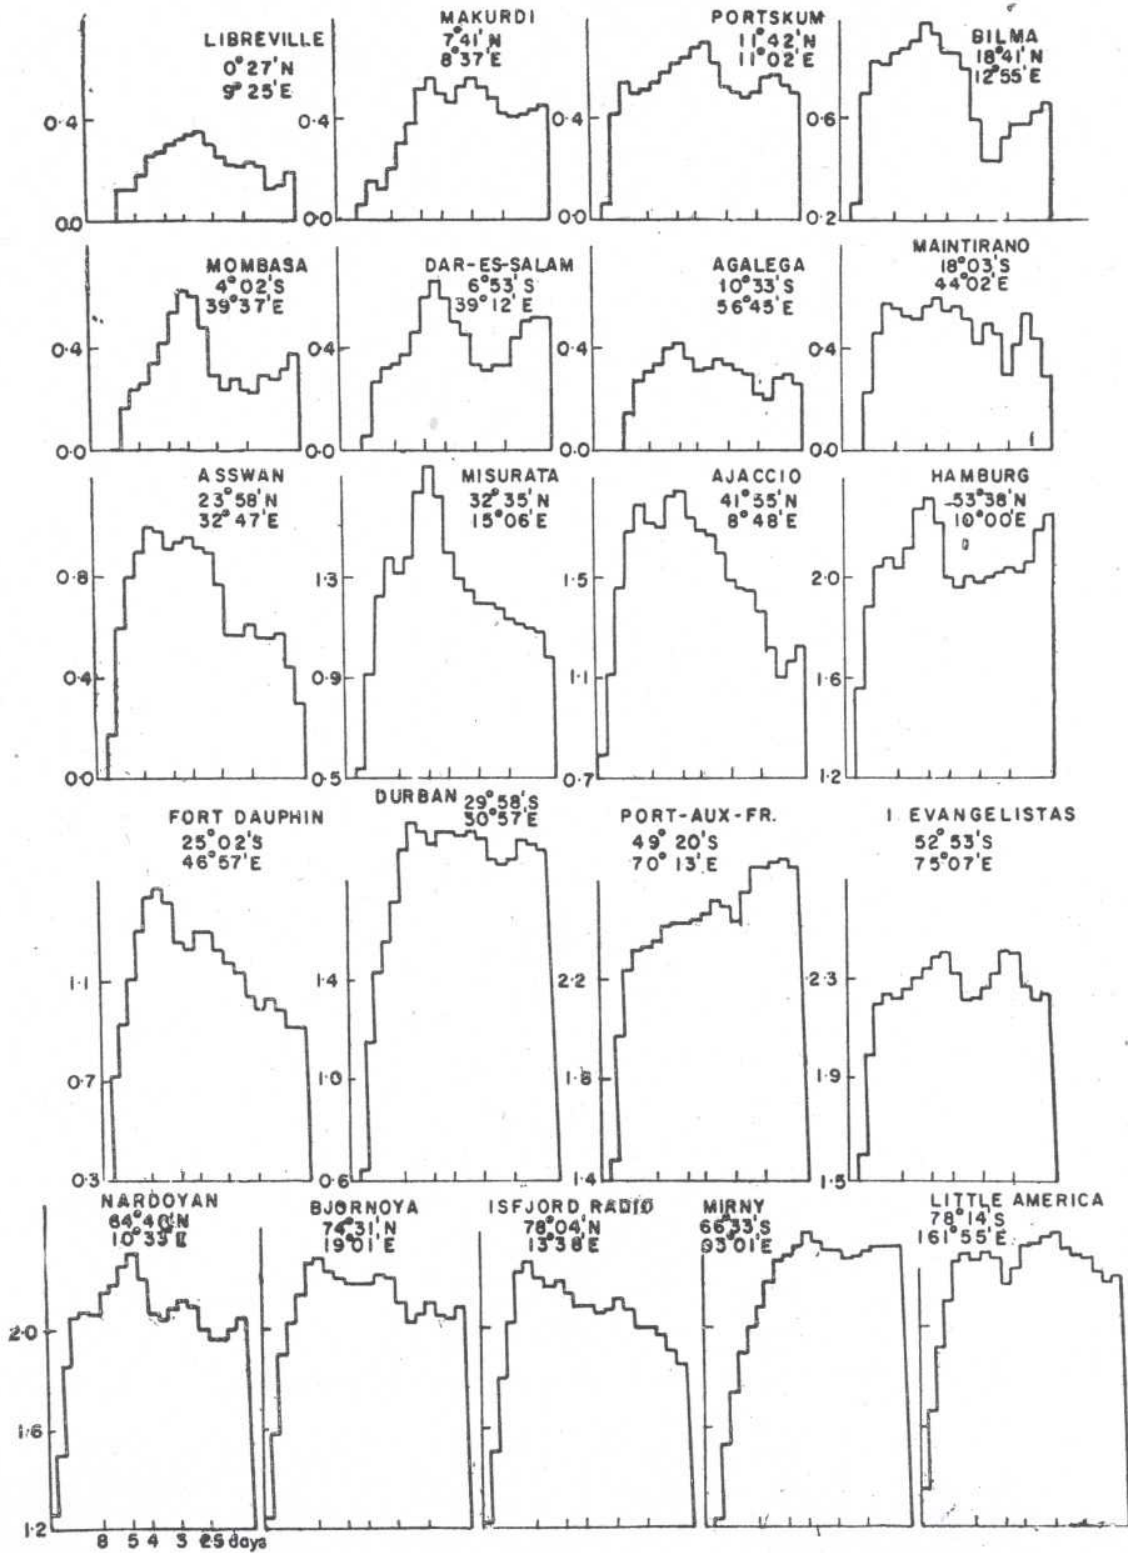 LIBREVILLE
0°27'N
9°25'E
0.4
0.0
MAKURDI
7°41'N
8°37'E
0.4
0.0
PORTSKUM
11°42'N
11°02'E
0.4
0.0
BILMA
18°41'N
12°55'E
0.6
0.2
MOMBASA
4°02'S
39°37'E
0.4
0.0
DAR-ES-SALAM
6°53'S
39°12'E
0.4
0.0
AGALEGA
10°33'S
56°45'E
0.4
0.0
MAINTIRANO
18°03'S
44°02'E
0.4
0.0
ASSWAN
23°58'N
32°47'E
0.8
0.4
0.0
MISURATA
32°35'N
15°06'E
1.3
0.9
0.5
AJACCIO
41°55'N
8°48'E
1.5
1.1
0.7
HAMBURG
53°38'N
10°00'E
2.0
1.6
1.2
FORT DAUPHIN
25°02'S
46°57'E
1.1
0.7
0.3
DURBAN 29°58'S
30°57'E
1.4
1.0
0.6
PORT-AUX-FR.
49°20'S
70°13'E
2.2
1.8
1.4
I. EVANGELISTAS
52°53'S
75°07'E
2.3
1.9
1.5
NARDOYAN
10°33'E
2.0
1.6
1.2
8 5 4 3 2.5 days
BJORNOYA
74°31'N
19°01'E
ISFJORD RADIO
78°04'N
13°38'E
MIRNY
66°33'S
93°01'E
LITTLE AMERICA
78°14'S
161°55'E